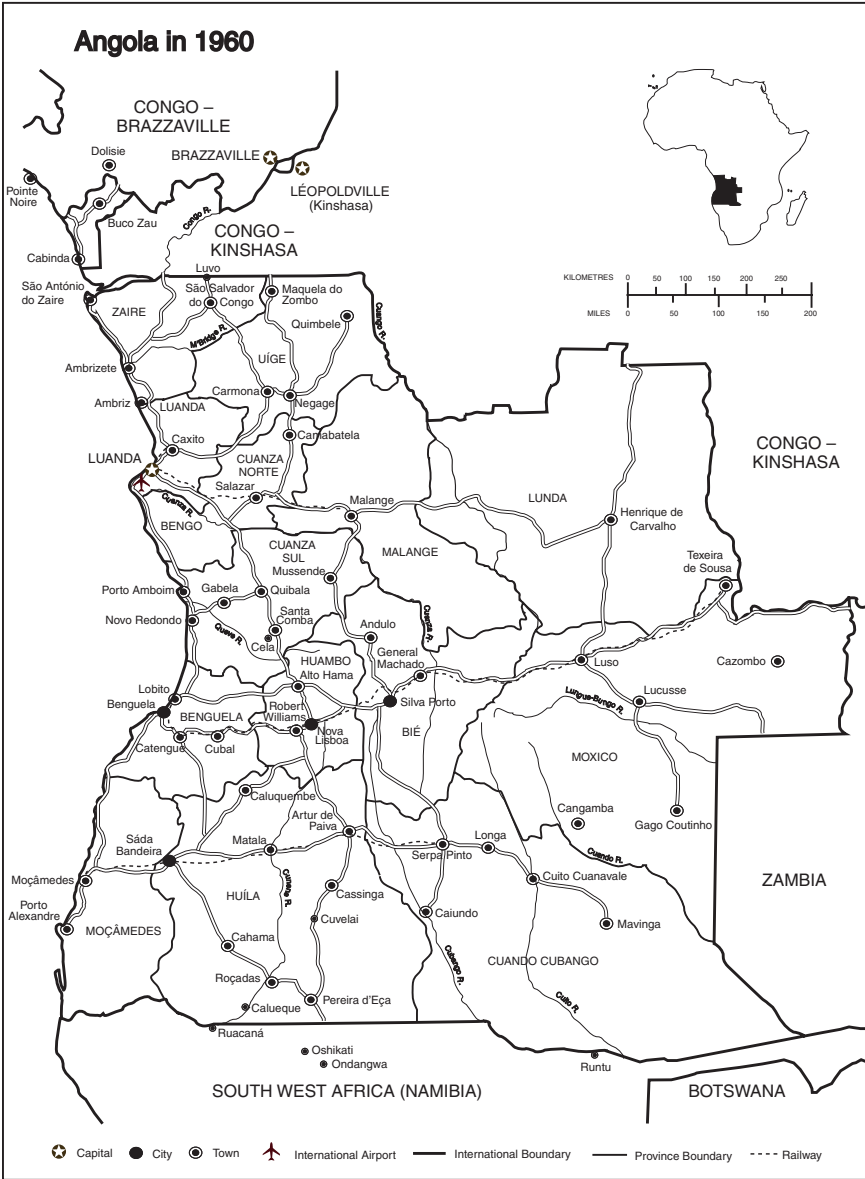 Angola in 1960
CONGO –
BRAZZAVILLE
Dolisie
BRAZZAVILLE
Pointe
Noire
LÉOPOLDVILLE
(Kinshasa)
Buco Zau
Congo R.
CONGO –
KINSHASA
Cabinda
Luvo
São António
do Zaire
ZAIRE
São Salvador
do Congo
Maquela do
Zombo
Quimbele
Cuango R.
M'Bridge R.
UÍGE
Ambrizete
Carmona
Negage
Ambriz
LUANDA
Caxito
Camabatela
LUANDA
CUANZA
NORTE
Salazar
Cuanza R.
BENGO
Malange
LUNDA
Henrique de
Carvalho
CONGO –
KINSHASA
MALANGE
CUANZA
SUL
Mussende
Texeira
de Sousa
Porto Amboim
Gabela
Quibala
Novo Redondo
Santa
Comba
Cela
Queve R.
Andulo
Cuanza R.
General
Machado
HUAMBO
Alto Hama
Luso
Cazombo
Lobito
Benguela
BENGUELA
Robert
Williams
Nova
Lisboa
Silva Porto
BIÉ
Lungue-Bungo R.
Lucusse
Catengue
Cubal
MOXICO
Caluquembe
Cangamba
Gago Coutinho
Artur de
Paiva
Sáda
Bandeira
Matala
Serpa Pinto
Longa
Cuando R.
Cuito Cuanavale
ZAMBIA
Moçâmedes
HUÍLA
Cunene R.
Cassinga
Porto
Alexandre
MOÇÂMEDES
Cuvelai
Caiundo
Mavinga
Cahama
Cubango R.
CUANDO CUBANGO
Roçadas
Pereira d'Eça
Cuito R.
Calueque
Ruacaná
Oshikati
Ondangwa
Runtu
SOUTH WEST AFRICA (NAMIBIA)
BOTSWANA
KILOMETRES 0 50 100 150 200 250
MILES 0 50 100 150 200
Capital City Town International Airport International Boundary Province Boundary Railway